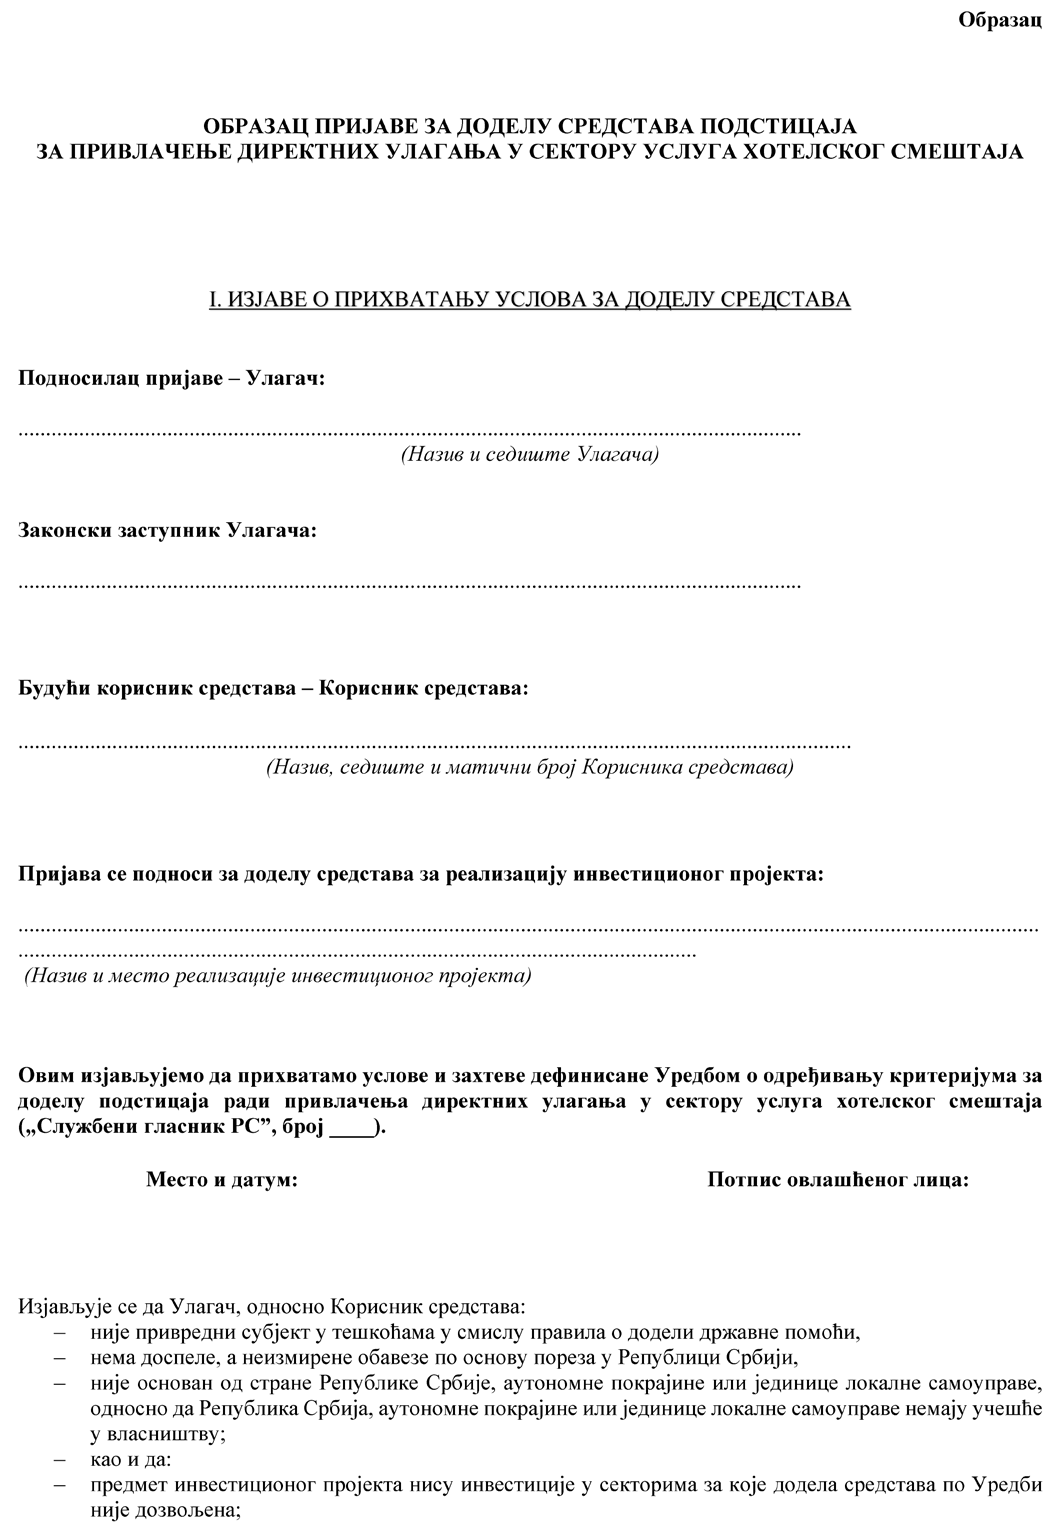 Образац
ОБРАЗАЦ ПРИЈАВЕ ЗА ДОДЕЛУ СРЕДСТАВА ПОДСТИЦАЈА
ЗА ПРИВЛАЧЕЊЕ ДИРЕКТНИХ УЛАГАЊА У СЕКТОРУ УСЛУГА ХОТЕЛСКОГ СМЕШТАЈА
I. ИЗЈАВЕ О ПРИХВАТАЊУ УСЛОВА ЗА ДОДЕЛУ СРЕДСТАВА
Подносилац пријаве – Улагач:
..............................................................................................................................................
(Назив и седиште Улагача)
Законски заступник Улагача:
..............................................................................................................................................
Будући корисник средстава – Корисник средстава:
.......................................................................................................................................................
(Назив, седиште и матични број Корисника средстава)
Пријава се подноси за доделу средстава за реализацију инвестиционог пројекта:
.........................................................................................................................................................................................
...........................................................................................................................
(Назив и место реализације инвестиционог пројекта)
Овим изјављујемо да прихватамо услове и захтеве дефинисане Уредбом о одређивању критеријума за
доделу подстицаја ради привлачења директних улагања у сектору услуга хотелског смештаја
(„Службени гласник РС”, број ____).
Место и датум: Потпис овлашћеног лица:
Изјављује се да Улагач, односно Корисник средстава:
– није привредни субјект у тешкоћама у смислу правила о додели државне помоћи,
– нема доспеле, а неизмирене обавезе по основу пореза у Републици Србији,
– није основан од стране Републике Србије, аутономне покрајине или јединице локалне самоуправе,
односно да Република Србија, аутономне покрајине или јединице локалне самоуправе немају учешће
у власништву;
– као и да:
– предмет инвестиционог пројекта нису инвестиције у секторима за које додела средстава по Уредби
није дозвољена;